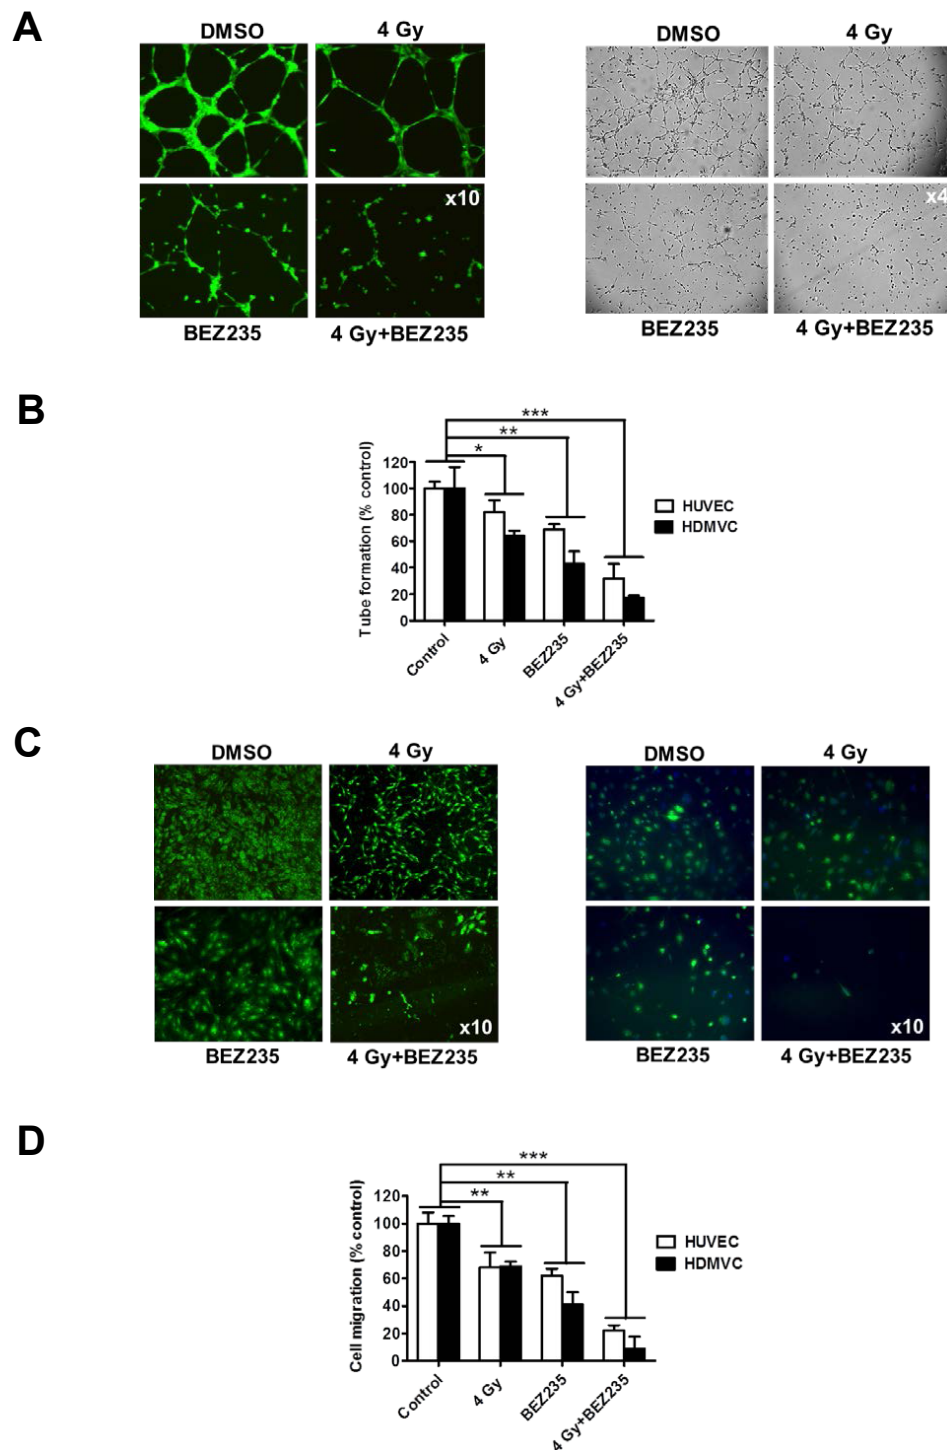 A
DMSO 4 Gy DMSO 4 Gy
x10 x4
BEZ235 4 Gy+BEZ235 BEZ235 4 Gy+BEZ235
B
***
**
*
Tube formation (% control)
120
100
80
60
40
20
0
Control 4 Gy BEZ235 4 Gy+BEZ235
HUVEC
HDMVC
C
DMSO 4 Gy DMSO 4 Gy
x10 x10
BEZ235 4 Gy+BEZ235 BEZ235 4 Gy+BEZ235
D
***
**
**
Cell migration (% control)
120
100
80
60
40
20
0
Control 4 Gy BEZ235 4 Gy+BEZ235
HUVEC
HDMVC